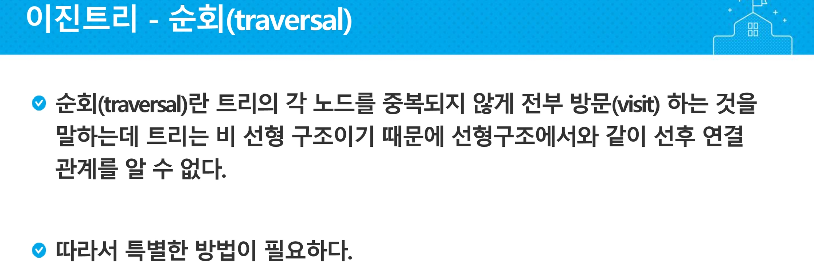 이진트리 - 순회(traversal)
순회(traversal)란 트리의 각 노드를 중복되지 않게 전부 방문(visit) 하는 것을
말하는데 트리는 비 선형 구조이기 때문에 선형구조에서와 같이 선후 연결
관계를 알 수 없다.
따라서 특별한 방법이 필요하다.